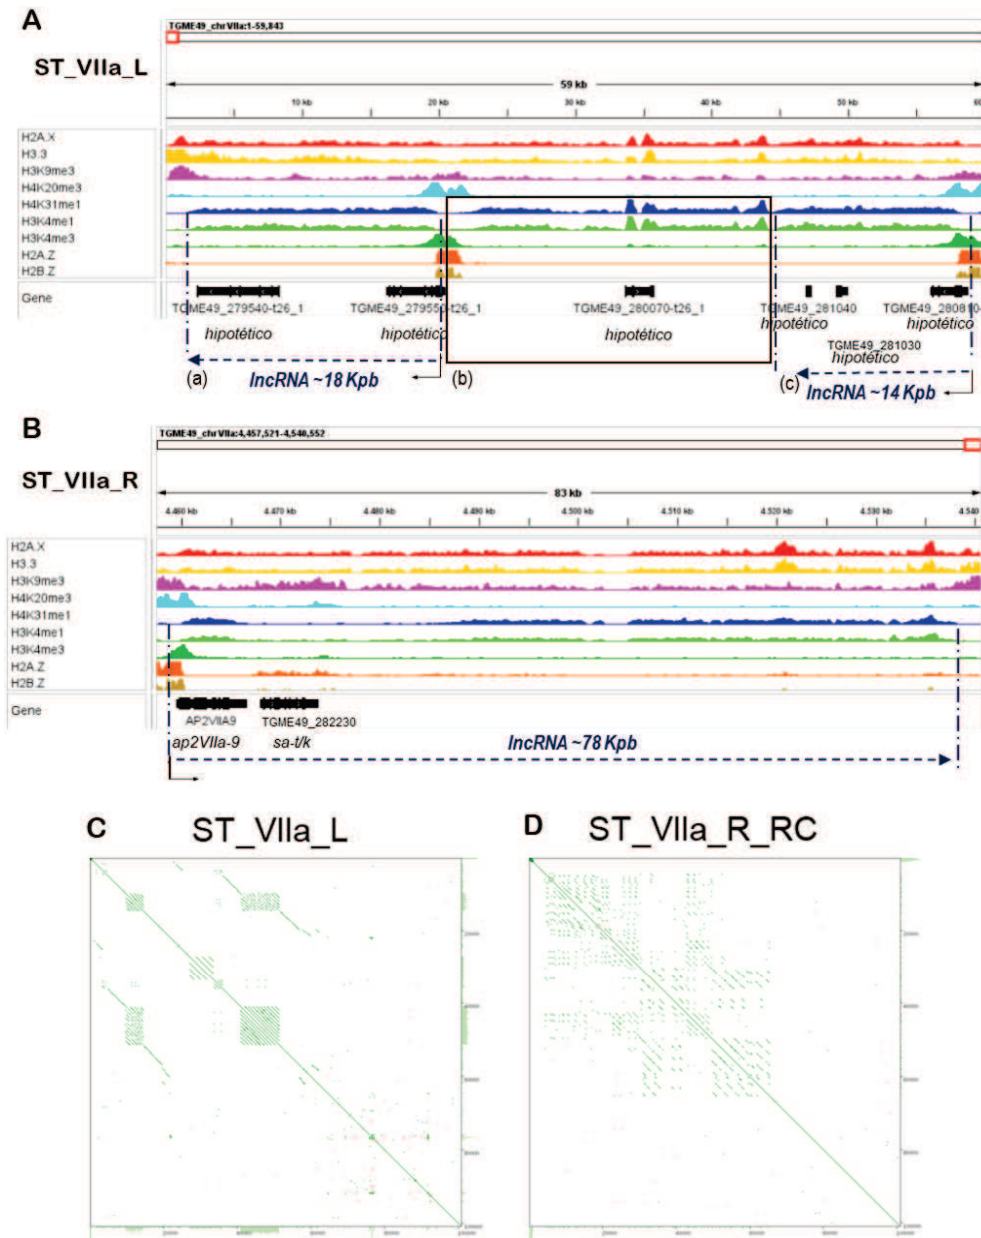 A
TGME49_chrVIIa:1-59,843
ST_VIIa_L
59 kb
10 kb 20 kb 30 kb 40 kb 50 kb 60
H2A.X
H3.3
H3K9me3
H4K20me3
H4K31me1
H3K4me1
H3K4me3
H2A.Z
H2B.Z
Gene
TGME49_279540-t26_1 TGME49_279550-t26_1 TGME49_280070-t26_1 TGME49_281040 TGME49_280810-
hipotético hipotético hipotético hipotético hipotético
TGME49_281030
hipotético
(a) lncRNA ~18 Kpb (b) (c) lncRNA ~14 Kpb
B
TGME49_chrVIIa:4,457,521-4,540,552
ST_VIIa_R
83 kb
4.460 kb 4.470 kb 4.480 kb 4.490 kb 4.500 kb 4.510 kb 4.520 kb 4.530 kb 4.540
H2A.X
H3.3
H3K9me3
H4K20me3
H4K31me1
H3K4me1
H3K4me3
H2A.Z
H2B.Z
Gene
AP2VIIA9 TGME49_282230
ap2VIIa-9 sa-t/k lncRNA ~78 Kpb
C ST_VIIa_L D ST_VIIa_R_RC